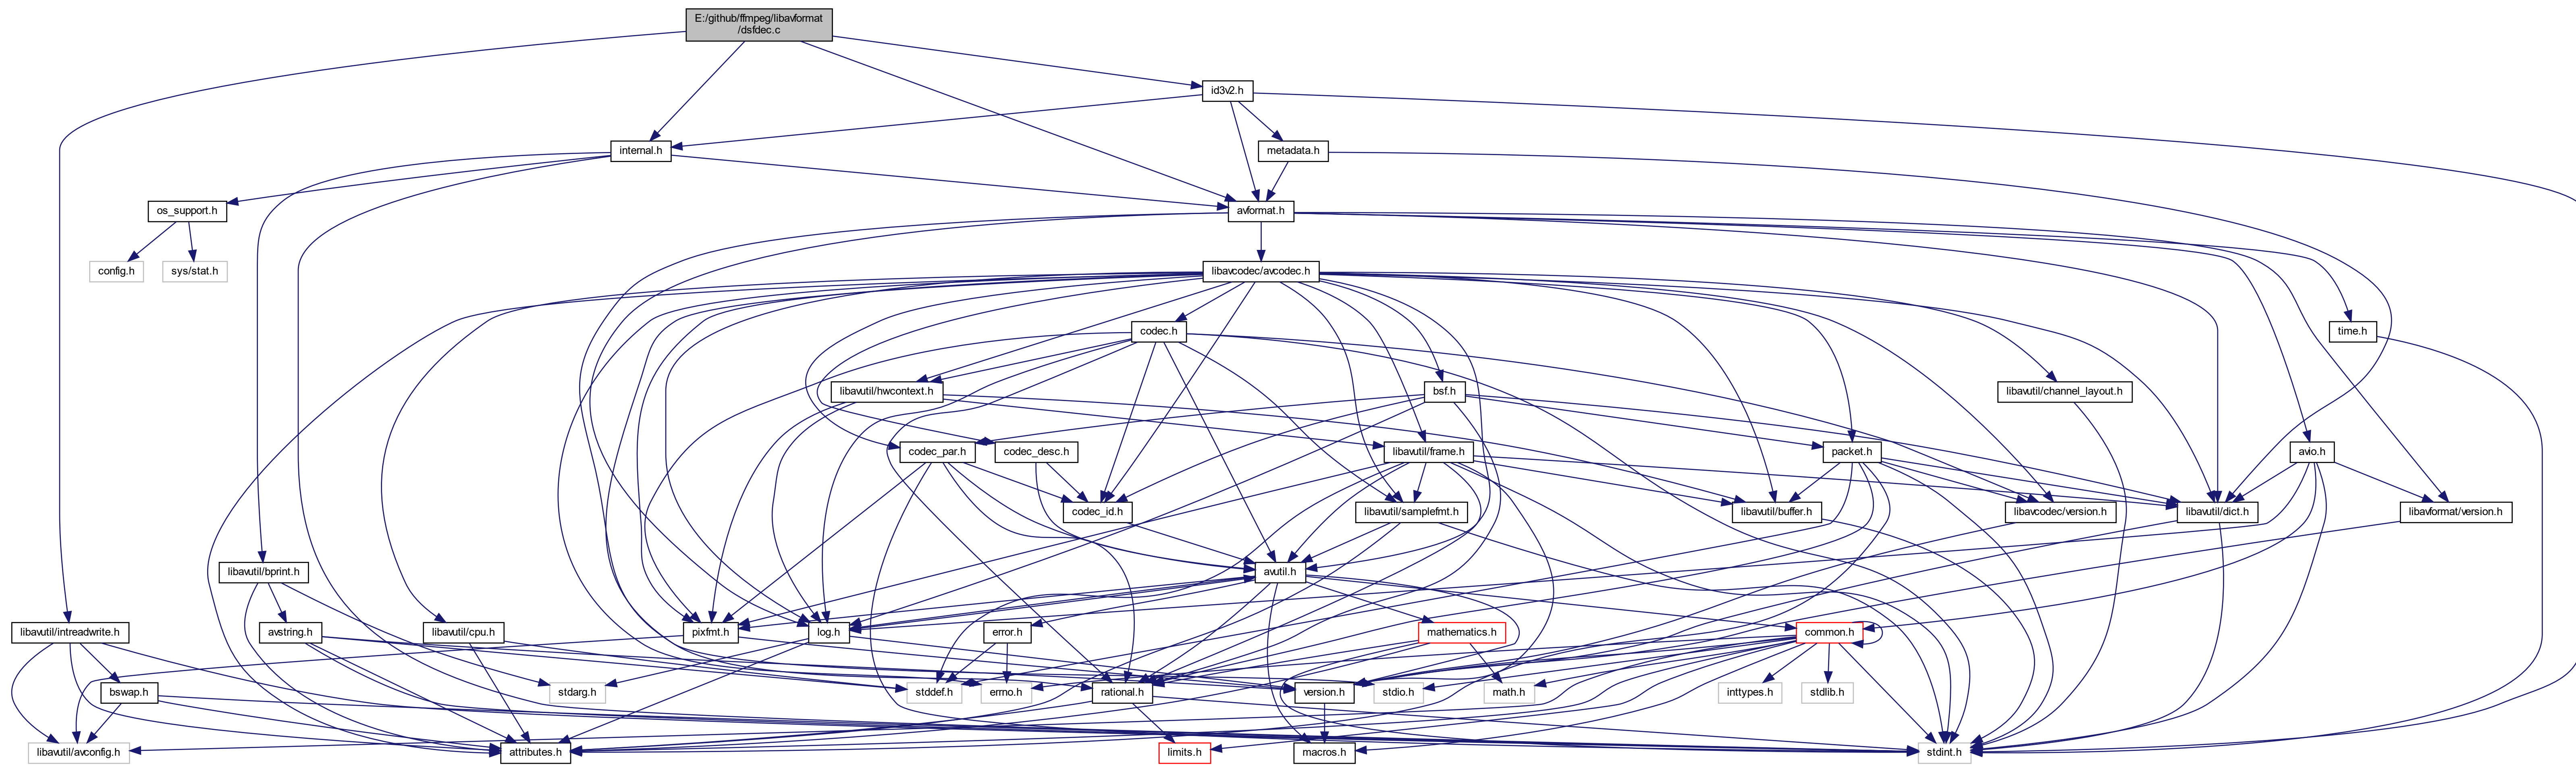 E:/github/ffmpeg/libavformat
/dsfdec.c
id3v2.h
internal.h
metadata.h
os_support.h
avformat.h
config.h
sys/stat.h
libavcodec/avcodec.h
codec.h
time.h
libavutil/hwcontext.h
bsf.h
libavutil/channel_layout.h
codec_par.h
codec_desc.h
libavutil/frame.h
packet.h
avio.h
codec_id.h
libavutil/samplefmt.h
libavutil/buffer.h
libavcodec/version.h
libavutil/dict.h
libavformat/version.h
libavutil/bprint.h
avutil.h
libavutil/intreadwrite.h
avstring.h
libavutil/cpu.h
pixfmt.h
log.h
error.h
mathematics.h
common.h
bswap.h
stdarg.h
stddef.h
errno.h
rational.h
version.h
stdio.h
math.h
inttypes.h
stdlib.h
libavutil/avconfig.h
attributes.h
limits.h
macros.h
stdint.h